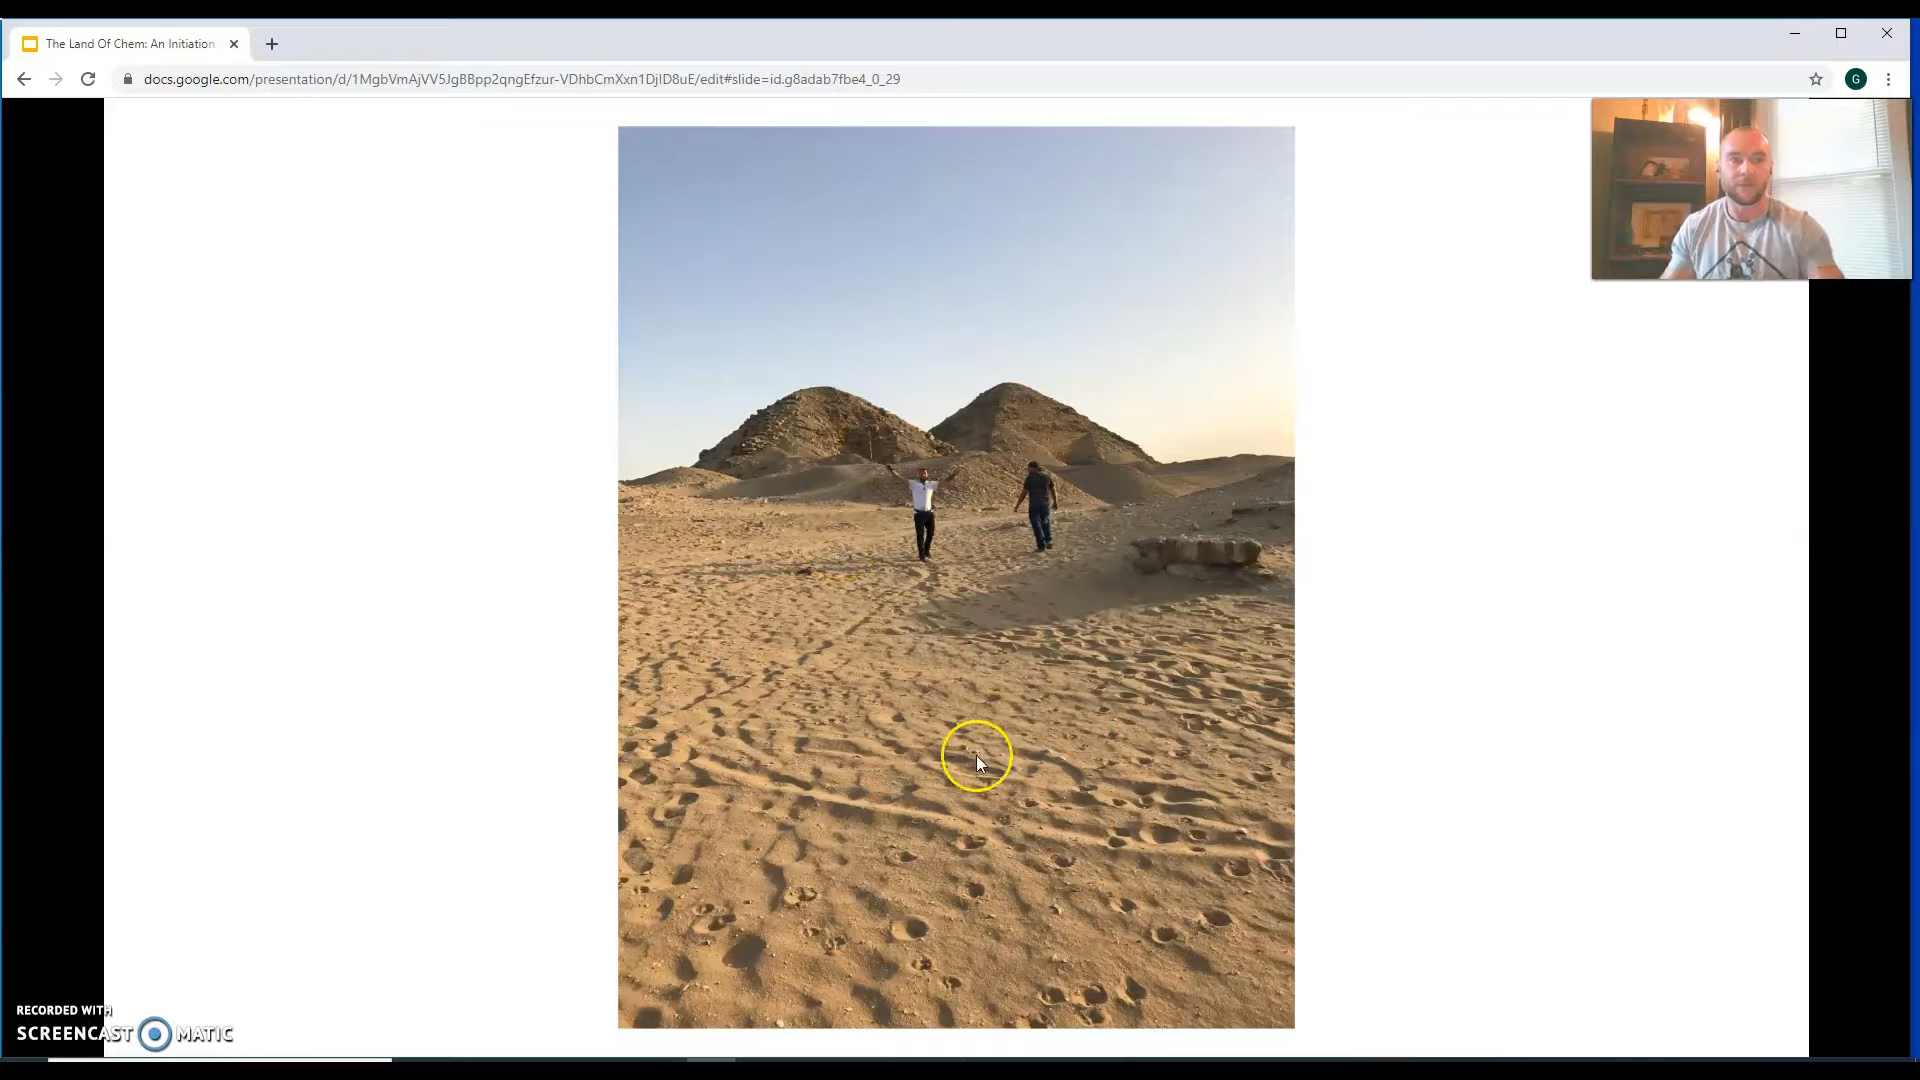 The Land Of Chem: An Initiation
docs.google.com/presentation/d/1MgbVmAjVV5JgBBpp2qngEfzur-VDhbCmXxn1DjlD8uE/edit#slide=id.g8adab7fbe4_0_29
G
RECORDED WITH
SCREENCAST MATIC